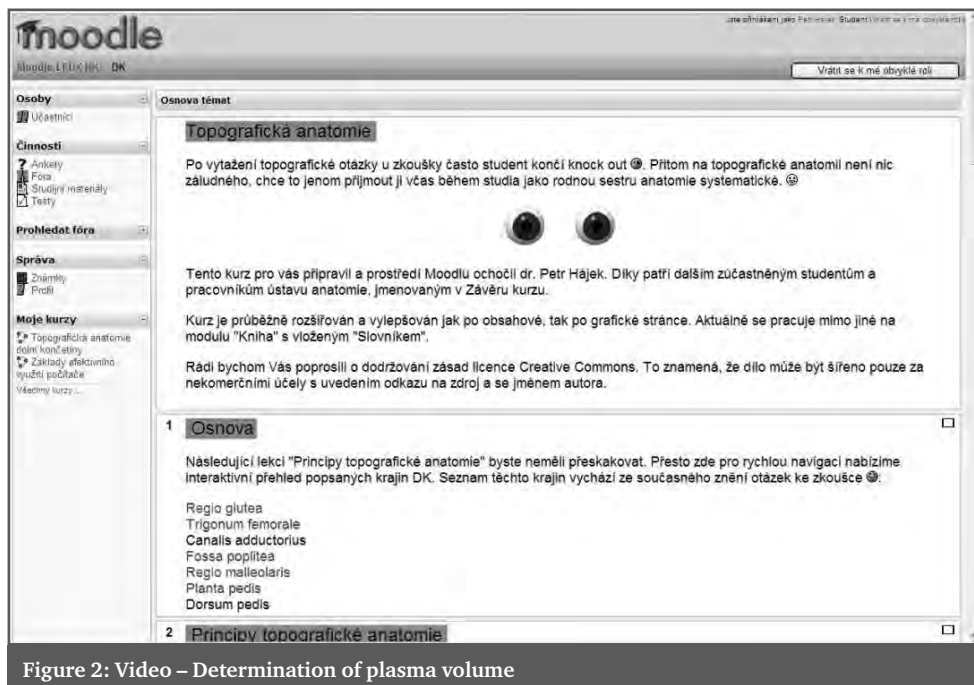 moodle
Jste přihlášeni jako Petr Hájek: Student
Moodle LFUK HK DK
Vrátit se k mé obvyklé roli
Osoby
Účastníci
Činnosti
Ankety
Fóra
Studijní materiály
Testy
Prohledat fóra
Správa
Známky
Profil
Moje kurzy
Topografická anatomie
dolní končetiny
Základy efektivního
využití počítače
Všechny kurzy ...
Osnova témat
Topografická anatomie
Po vytažení topografické otázky u zkoušky často student končí knock out. Přitom na topografické anatomii není nic
záludného, chce to jenom přijmout ji včas během studia jako rodnou sestru anatomie systematické.
Tento kurz pro vás připravil a prostředí Moodlu ochočil dr. Petr Hájek. Díky patří dalším zúčastněným studentům a
pracovníkům ústavu anatomie, jmenovaným v Závěru kurzu.
Kurz je průběžně rozšiřován a vylepšován jak po obsahové, tak po grafické stránce. Aktuálně se pracuje mimo jiné na
modulu "Kniha" s vloženým "Slovníkem".
Rádi bychom Vás poprosili o dodržování zásad licence Creative Commons. To znamená, že dílo může být šířeno pouze za
nekomerčními účely s uvedením odkazu na zdroj a se jménem autora.
1 Osnova
Následující lekci "Principy topografické anatomie" byste neměli přeskakovat. Přesto zde pro rychlou navigaci nabízíme
interaktivní přehled popsaných krajin DK. Seznam těchto krajin vychází ze současného znění otázek ke zkoušce.
Regio glutea
Trigonum femorale
Canalis adductorius
Fossa poplitea
Regio malleolaris
Planta pedis
Dorsum pedis
2 Principy topografické anatomie
Figure 2: Video – Determination of plasma volume